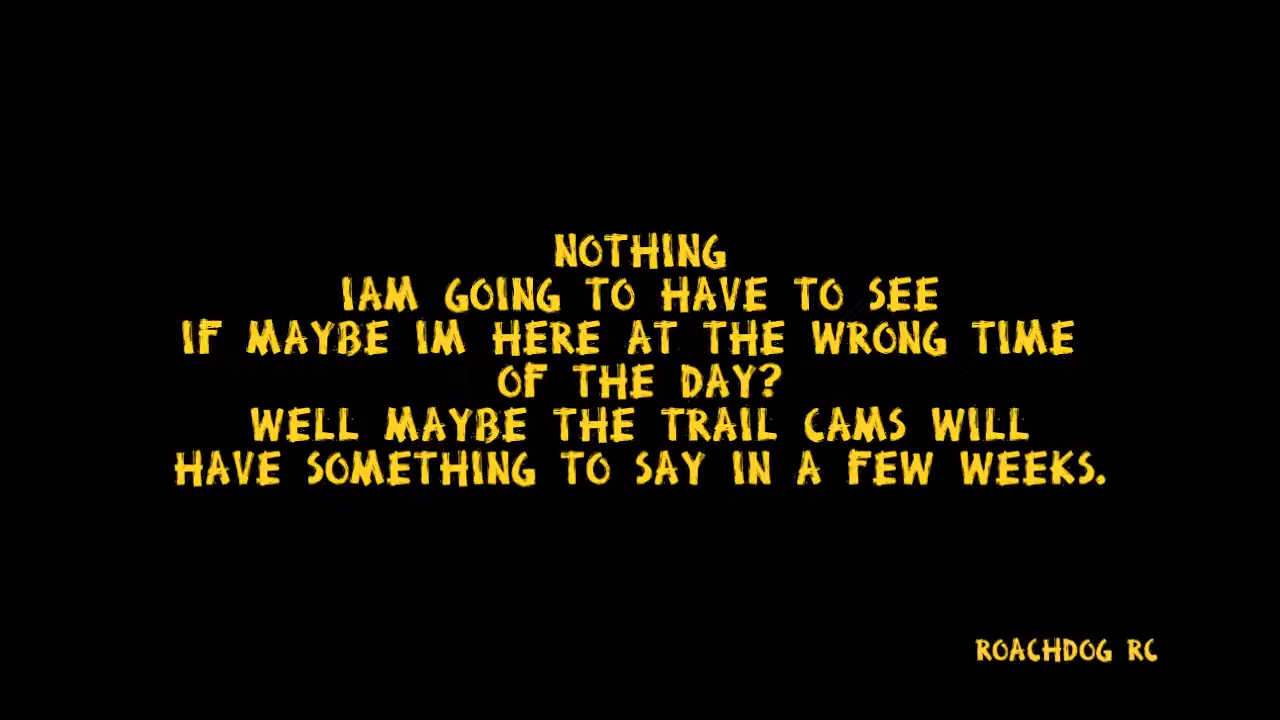 NOTHING
IAM GOING TO HAVE TO SEE
IF MAYBE IM HERE AT THE WRONG TIME
OF THE DAY?
WELL MAYBE THE TRAIL CAMS WILL
HAVE SOMETHING TO SAY IN A FEW WEEKS.
ROACHDOG RC